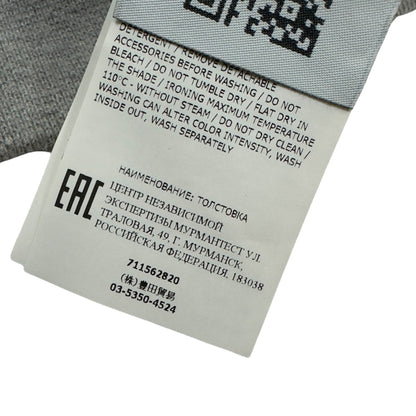 DETERGENT / REMOVE DETACHABLE
ACCESSORIES BEFORE WASHING / DO NOT
BLEACH / DO NOT TUMBLE DRY / FLAT DRY IN
THE SHADE / IRONING MAXIMUM TEMPERATURE
110°C - WITHOUT STEAM / DO NOT DRY CLEAN /
WASHING CAN ALTER COLOR INTENSITY, WASH
INSIDE OUT, WASH SEPARATELY
EAC
НАИМЕНОВАНИЕ: ТОЛСТОВКА
ЦЕНТР НЕЗАВИСИМОЙ
ЭКСПЕРТИЗЫ МУРМАНТЕСТ УЛ.
ТРАЛОВАЯ, 49, Г. МУРМАНСК,
РОССИЙСКАЯ ФЕДЕРАЦИЯ, 183038
711562820
(株) 豊田貿易
03-5350-4524